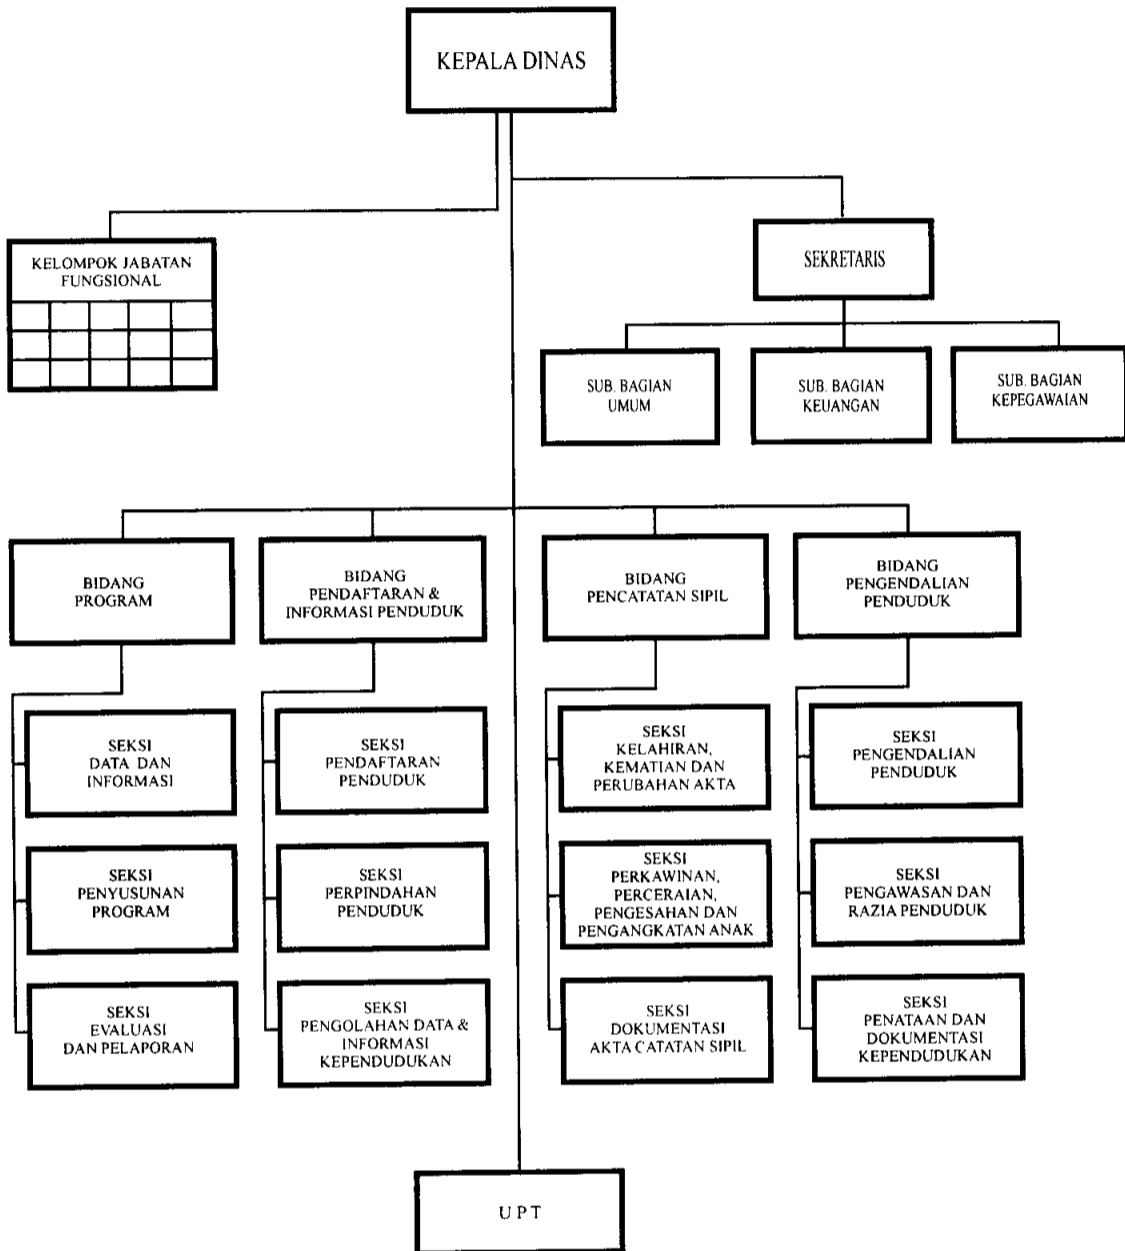 KEPALA DINAS
KELOMPOK JABATAN
FUNGSIONAL
SEKRETARIS
SUB. BAGIAN
UMUM
SUB. BAGIAN
KEUANGAN
SUB. BAGIAN
KEPEGAWAIAN
BIDANG
PROGRAM
BIDANG
PENDAFTARAN &
INFORMASI PENDUDUK
BIDANG
PENCATATAN SIPIL
BIDANG
PENGENDALIAN
PENDUDUK
SEKSI
DATA DAN
INFORMASI
SEKSI
PENDAFTARAN
PENDUDUK
SEKSI
KELAHIRAN,
KEMATIAN DAN
PERUBAHAN AKTA
SEKSI
PENGENDALIAN
PENDUDUK
SEKSI
PENYUSUNAN
PROGRAM
SEKSI
PERPINDAHAN
PENDUDUK
SEKSI
PERKAWINAN,
PERCERAIAN,
PENGESAHAN DAN
PENGANGKATAN ANAK
SEKSI
PENGAWASAN DAN
RAZIA PENDUDUK
SEKSI
EVALUASI
DAN PELAPORAN
SEKSI
PENGOLAHAN DATA &
INFORMASI
KEPENDUDUKAN
SEKSI
DOKUMENTASI
AKTA CATATAN SIPIL
SEKSI
PENATAAN DAN
DOKUMENTASI
KEPENDUDUKAN
U P T